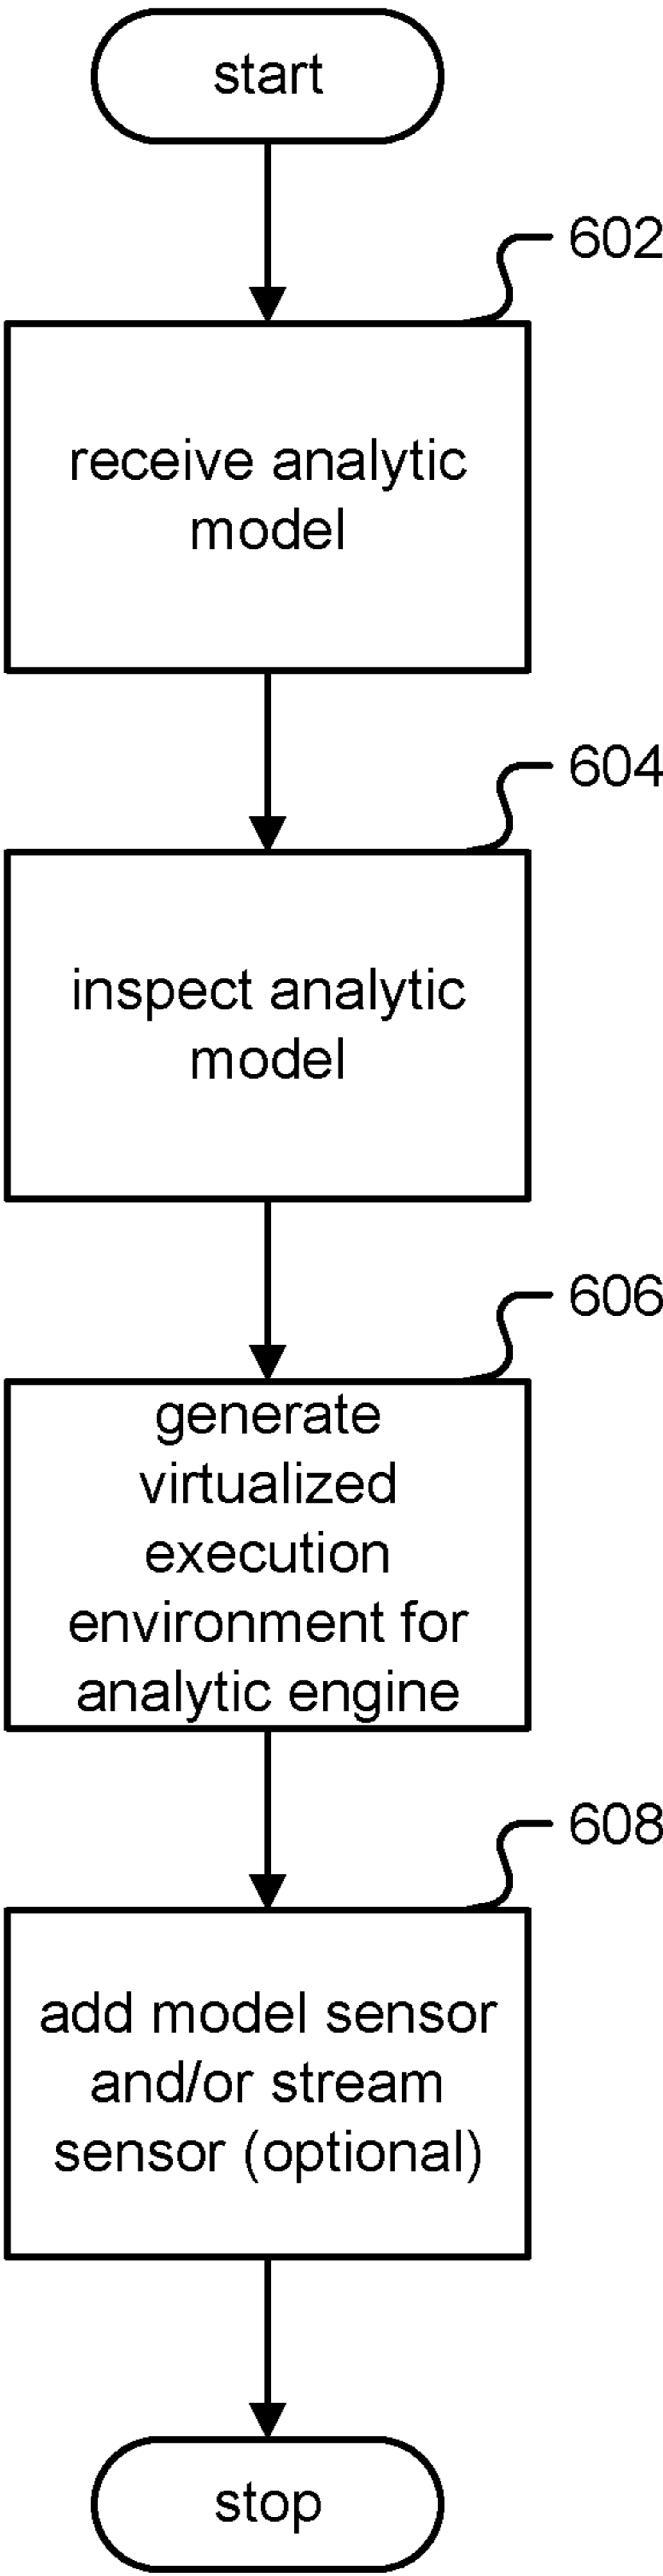 start
602
receive analytic
model
604
inspect analytic
model
606
generate
virtualized
execution
environment for
analytic engine
608
add model sensor
and/or stream
sensor (optional)
stop